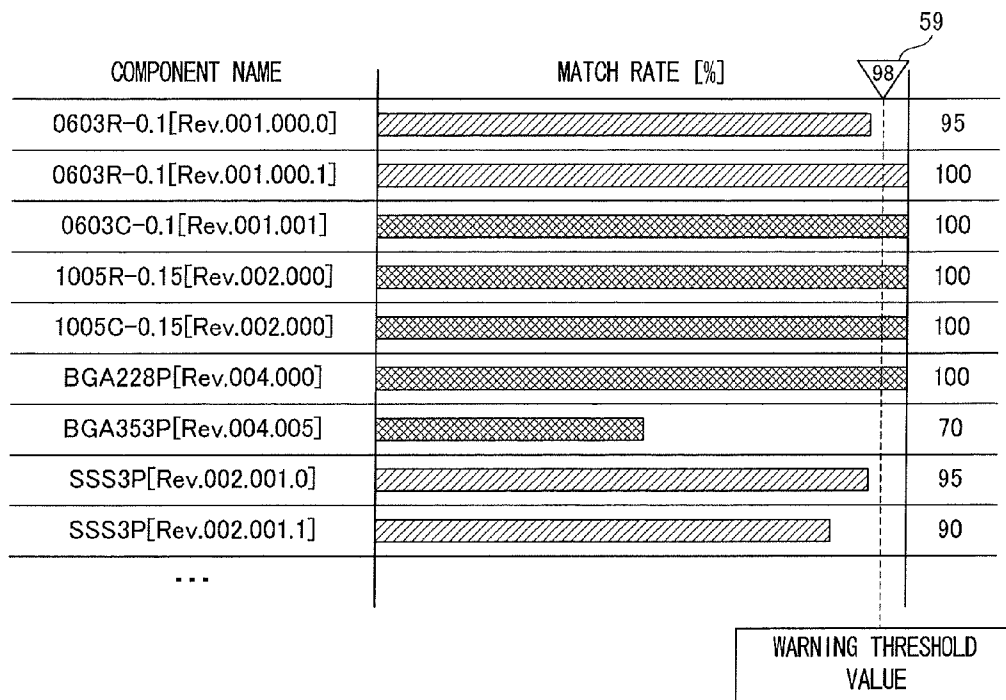 59
COMPONENT NAME MATCH RATE [%] 98
0603R-0.1[Rev.001.000.0] 95
0603R-0.1[Rev.001.000.1] 100
0603C-0.1[Rev.001.001] 100
1005R-0.15[Rev.002.000] 100
1005C-0.15[Rev.002.000] 100
BGA228P[Rev.004.000] 100
BGA353P[Rev.004.005] 70
SSS3P[Rev.002.001.0] 95
SSS3P[Rev.002.001.1] 90
...
WARNING THRESHOLD
VALUE